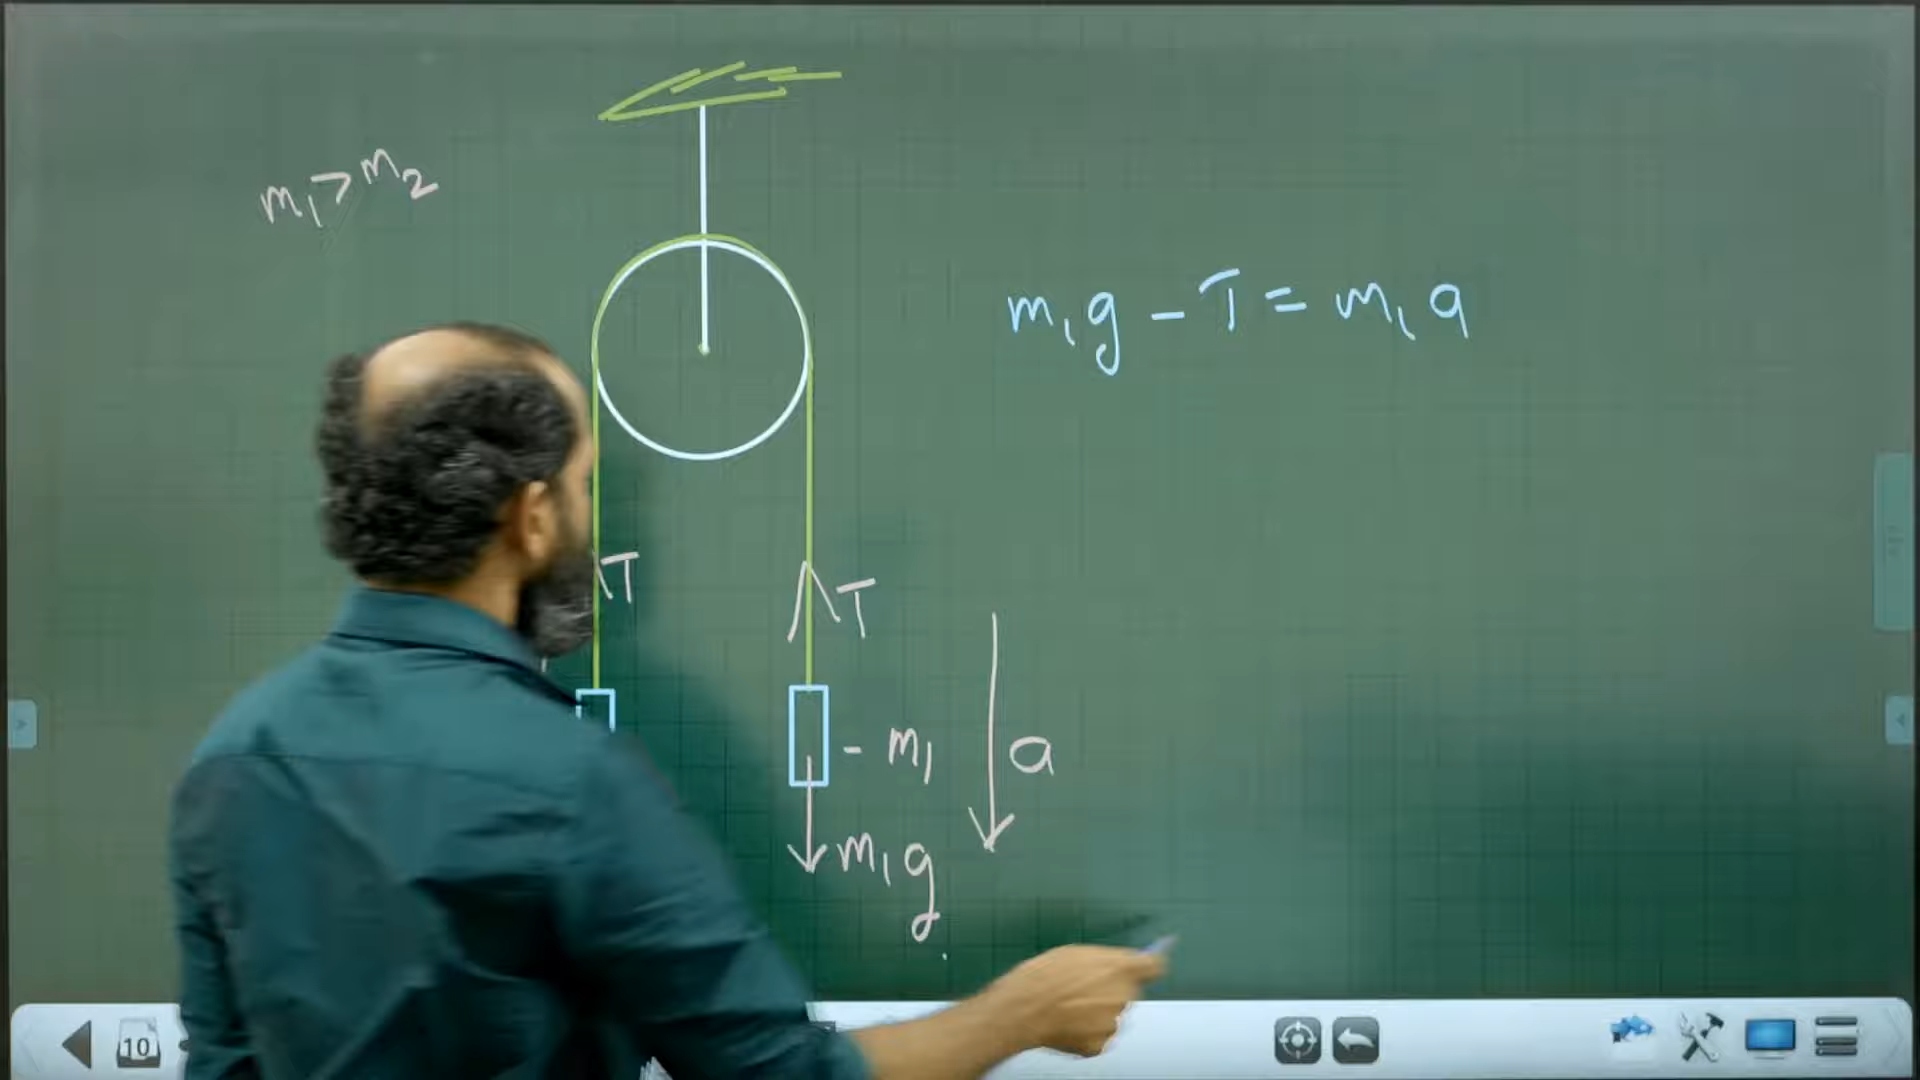 m₁ > m₂
m₁g - T = m₁a
T
T
- m₁
a
m₁g
10